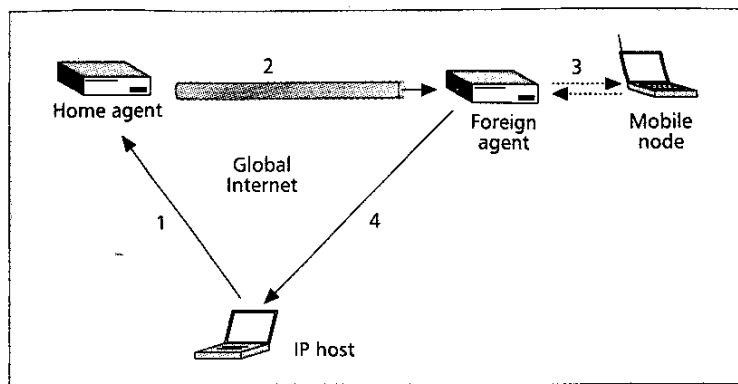 2
3
Home agent
Foreign
agent
Mobile
node
Global
Internet
1
4
IP host